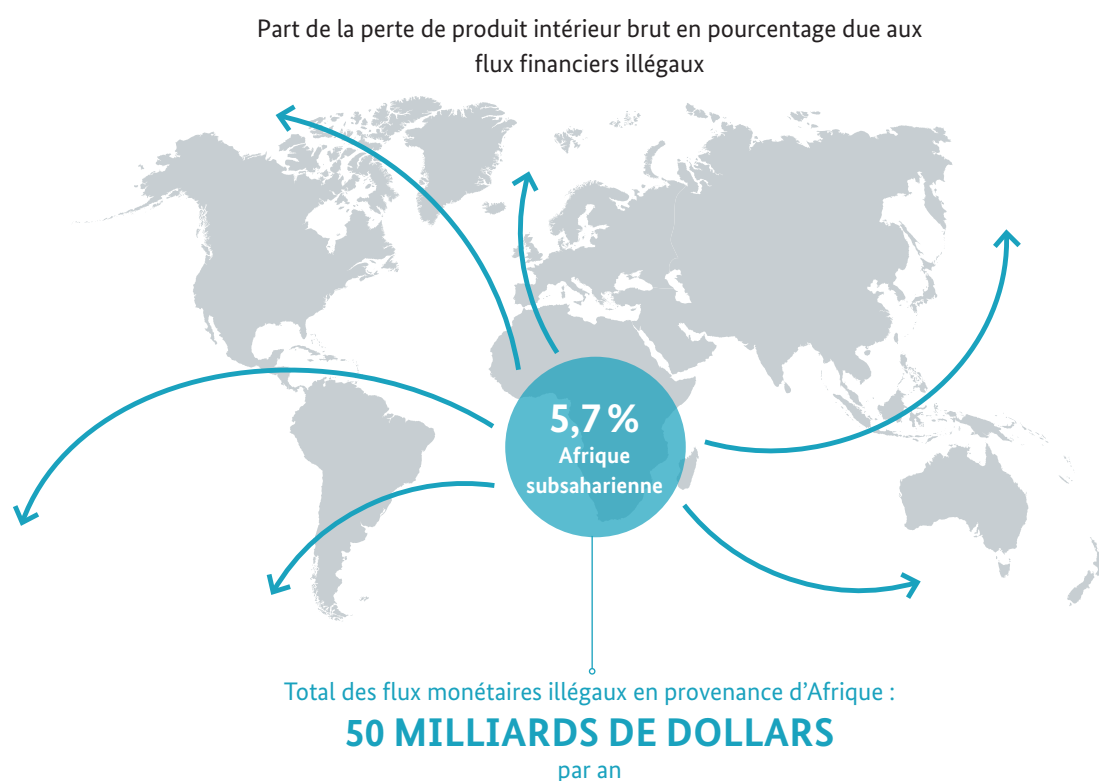 Part de la perte de produit intérieur brut en pourcentage due aux
flux financiers illégaux
5,7 %
Afrique
subsaharienne
Total des flux monétaires illégaux en provenance d’Afrique :
50 MILLIARDS DE DOLLARS
par an